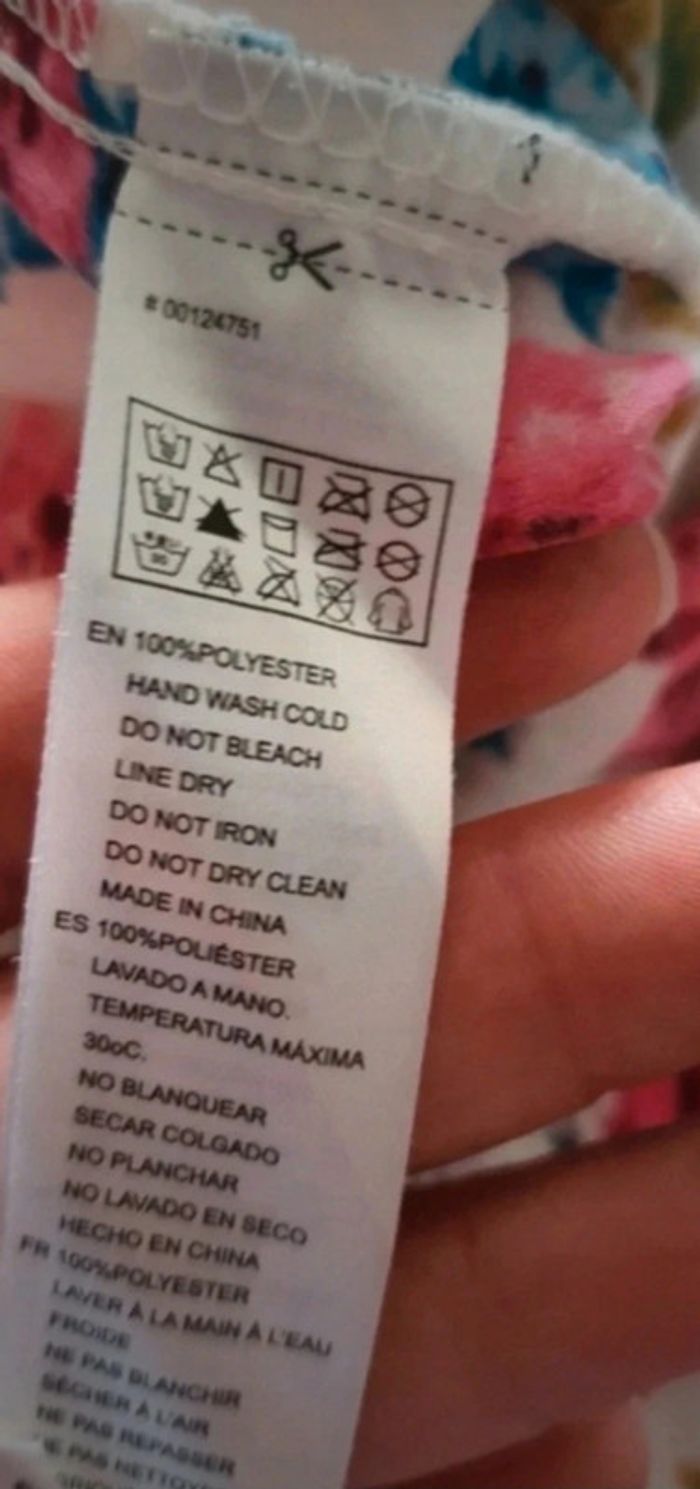 # 00124751
EN 100%POLYESTER
HAND WASH COLD
DO NOT BLEACH
LINE DRY
DO NOT IRON
DO NOT DRY CLEAN
MADE IN CHINA
ES 100%POLIÉSTER
LAVADO A MANO.
TEMPERATURA MÁXIMA
30oC.
NO BLANQUEAR
SECAR COLGADO
NO PLANCHAR
NO LAVADO EN SECO
HECHO EN CHINA
FR 100%POLYESTER
LAVER À LA MAIN À L'EAU
FROIDE
NE PAS BLANCHIR
SÉCHER À L'AIR
NE PAS REPASSER
NE PAS